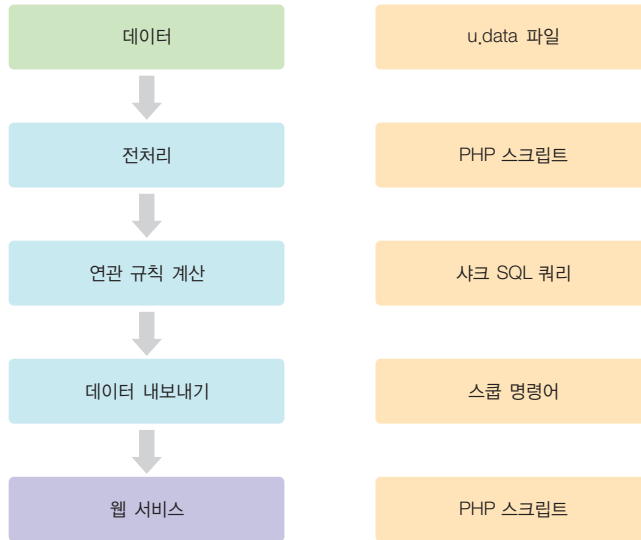 데이터
u.data 파일
전처리
PHP 스크립트
연관 규칙 계산
샤크 SQL 쿼리
데이터 내보내기
스쿱 명령어
웹 서비스
PHP 스크립트